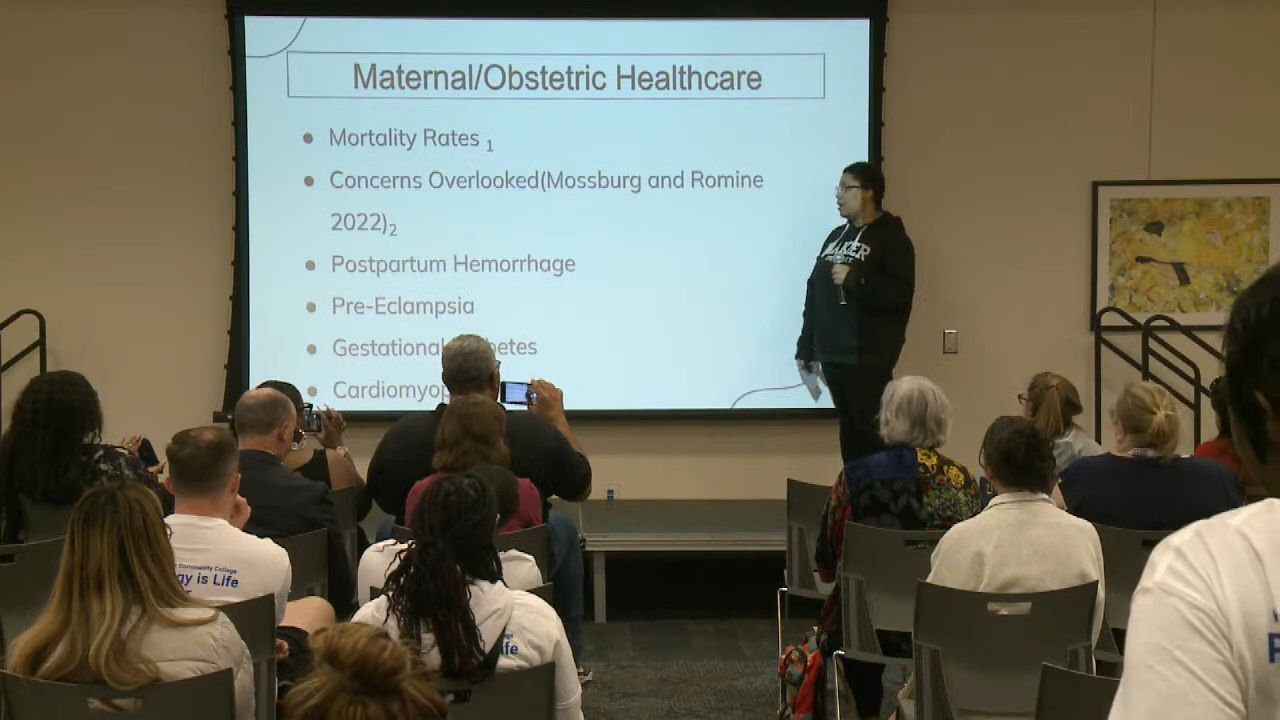 Maternal/Obstetric Healthcare
• Mortality Rates 1
• Concerns Overlooked(Mossburg and Romine
2022)2
• Postpartum Hemorrhage
• Pre-Eclampsia
• Gestational
• 
Community College
is Life